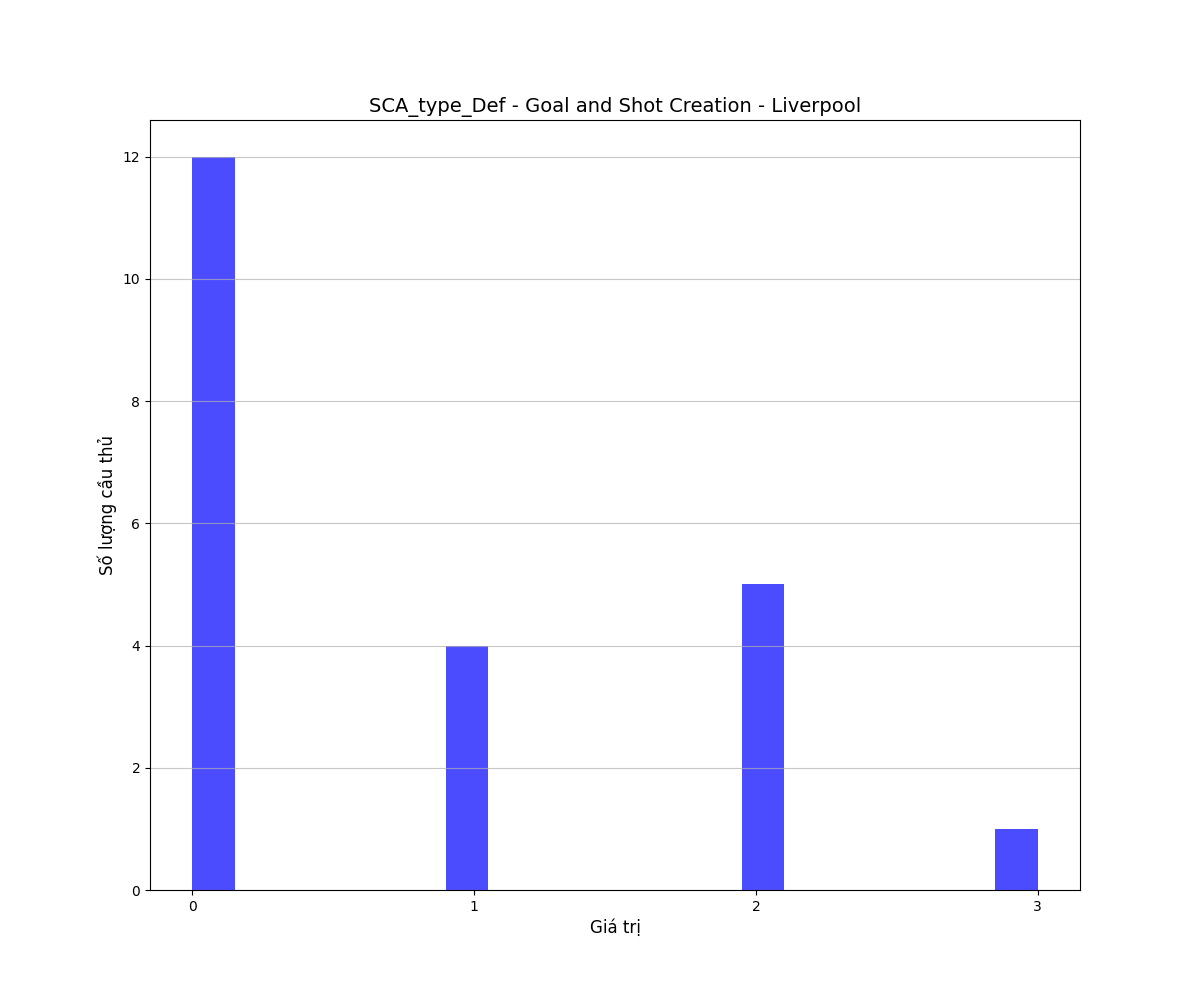 SCA_type_Def - Goal and Shot Creation - Liverpool
12
10
8
6
4
2
0
Số lượng cầu thủ
0 1 2 3
Giá trị